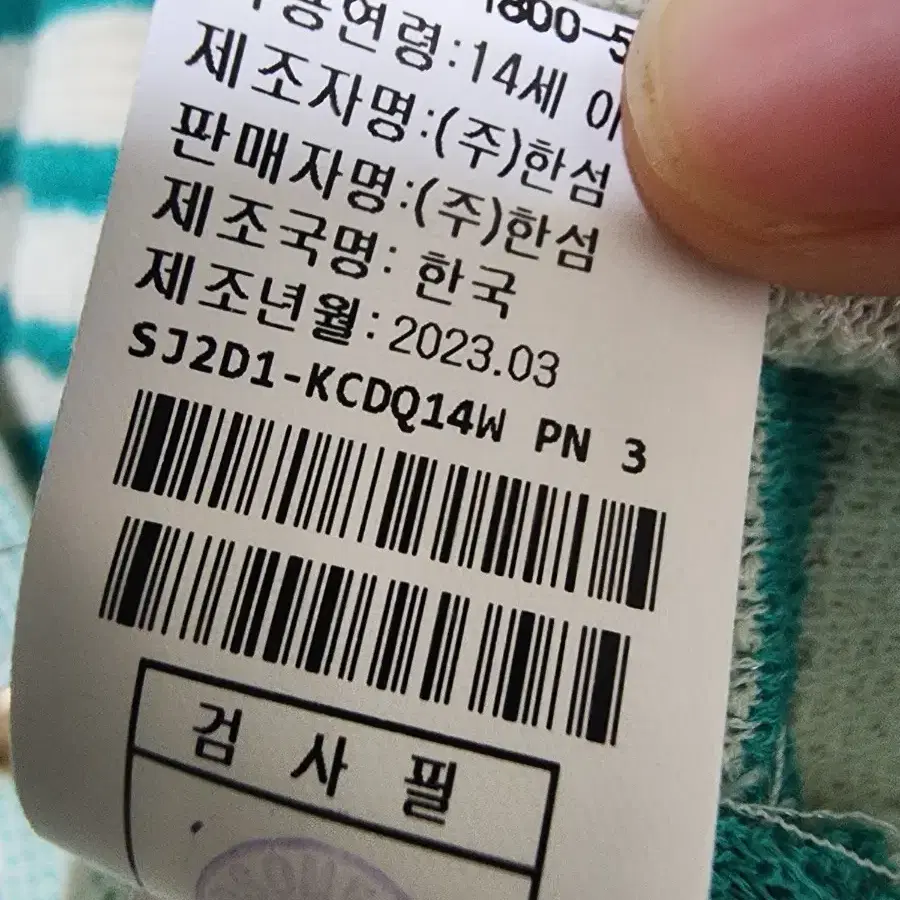 1800-5
용연령:14세 이
제조자명:(주)한섬
판매자명:(주)한섬
제조국명: 한국
제조년월: 2023.03
SJ2D1-KCDQ14W PN 3
검 사 필